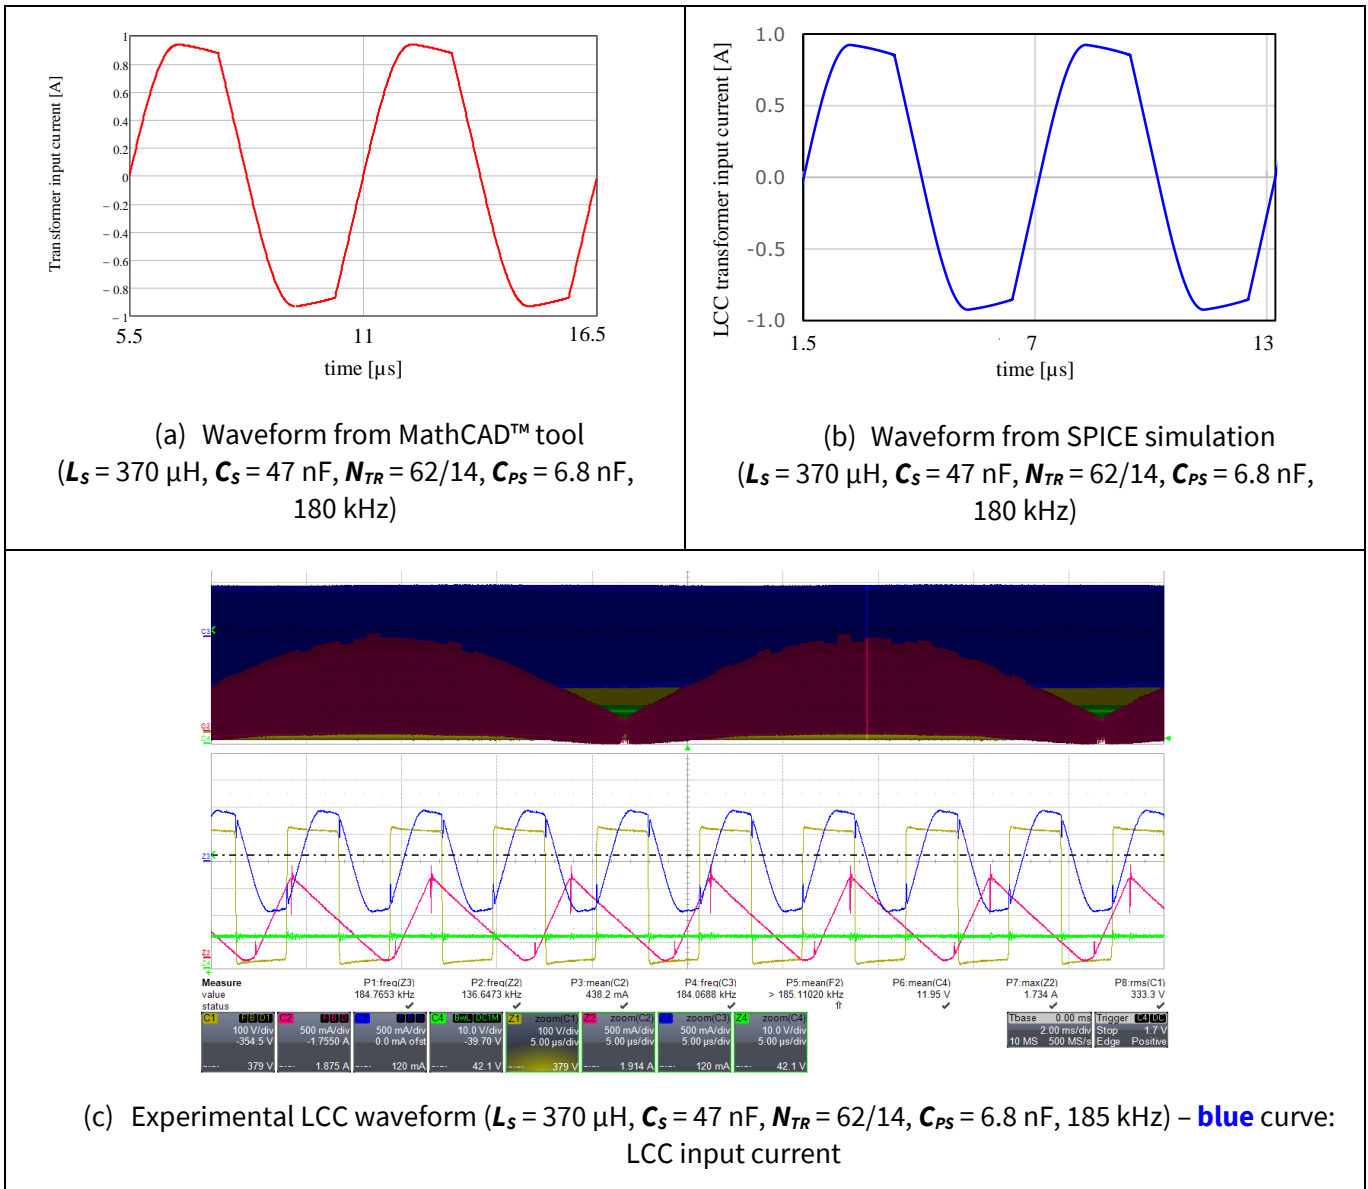 Transformer input current [A]
1
0.8
0.6
0.4
0.2
0
− 0.2
− 0.4
− 0.6
− 0.8
− 1
5.5 11 16.5
time [µs]
(a) Waveform from MathCAD™ tool
(LS = 370 µH, CS = 47 nF, NTR = 62/14, CPS = 6.8 nF,
180 kHz)
LCC transformer input current [A]
1.0
0.5
0.0
-0.5
-1.0
1.5 7 13
time [µs]
(b) Waveform from SPICE simulation
(LS = 370 µH, CS = 47 nF, NTR = 62/14, CPS = 6.8 nF,
180 kHz)
C3
C2
C4
Z3
Z2
Z4
Measure P1:freq(Z3) P2:freq(Z2) P3:mean(C2) P4:freq(C3) P5:mean(F2) P6:mean(C4) P7:max(Z2) P8:rms(C1)
value 184.7653 kHz 136.6473 kHz 438.2 mA 184.0688 kHz > 185.11020 kHz 11.95 V 1.734 A 333.3 V
status
C1 C2 C4 BwL DC1M Z1 zoom(C1) Z2 zoom(C2) zoom(C3) Z4 zoom(C4) Tbase 0.00 ms Trigger C4 DC
100 V/div 500 mA/div 500 mA/div 10.0 V/div 100 V/div 500 mA/div 500 mA/div 10.0 V/div 2.00 ms/div Stop 1.7 V
-354.5 V -1.7550 A 0.0 mA ofst -39.70 V 5.00 µs/div 5.00 µs/div 5.00 µs/div 5.00 µs/div 10 MS 500 MS/s Edge Positive
379 V 1.875 A 120 mA 42.1 V 379 V 1.914 A 120 mA 42.1 V
(c) Experimental LCC waveform (LS = 370 µH, CS = 47 nF, NTR = 62/14, CPS = 6.8 nF, 185 kHz) – blue curve:
LCC input current